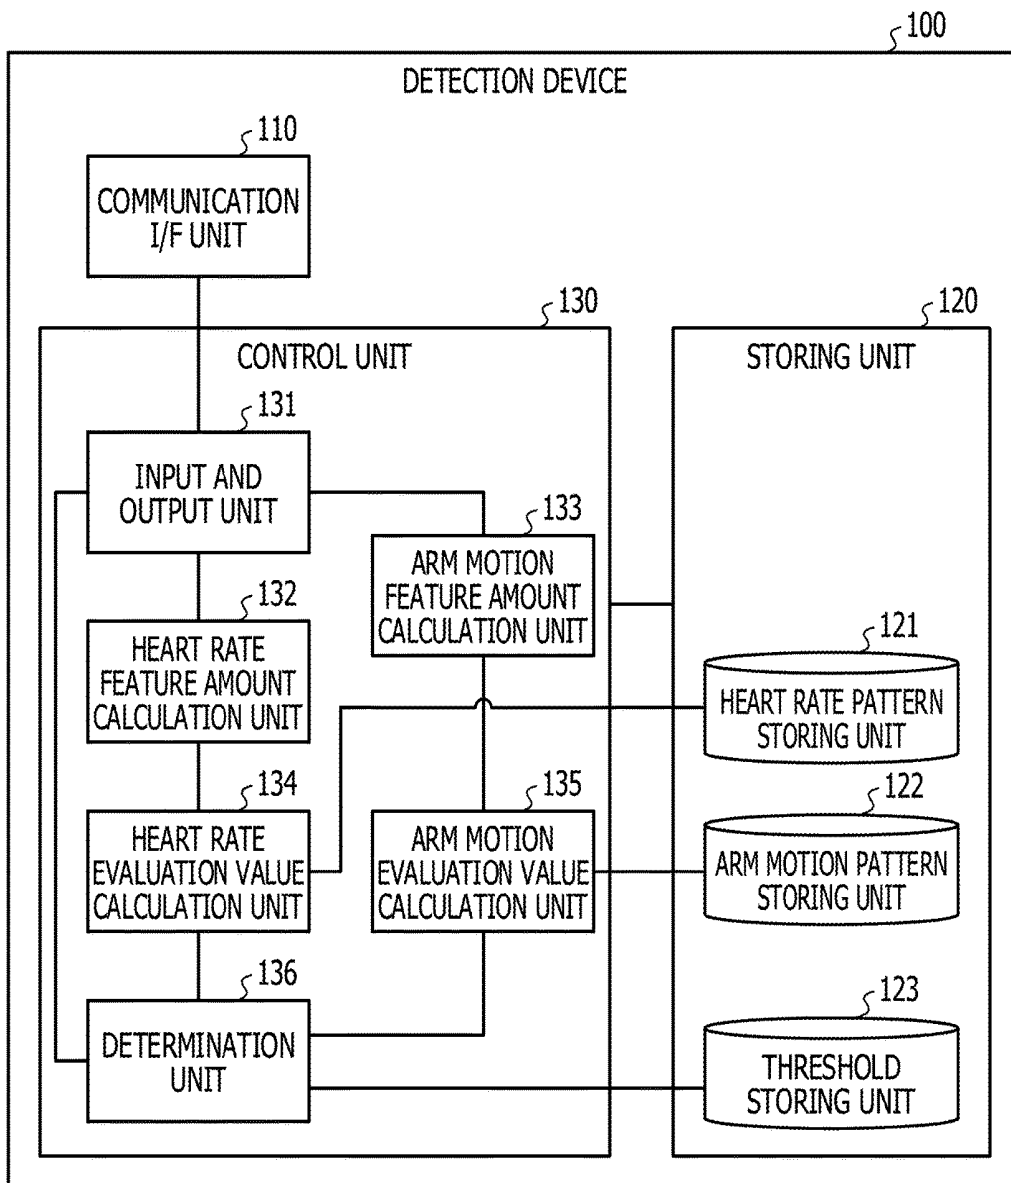 100
DETECTION DEVICE
110
COMMUNICATION
I/F UNIT
130
CONTROL UNIT
120
STORING UNIT
131
INPUT AND
OUTPUT UNIT
133
ARM MOTION
FEATURE AMOUNT
CALCULATION UNIT
132
HEART RATE
FEATURE AMOUNT
CALCULATION UNIT
121
HEART RATE PATTERN
STORING UNIT
134
HEART RATE
EVALUATION VALUE
CALCULATION UNIT
135
ARM MOTION
EVALUATION VALUE
CALCULATION UNIT
122
ARM MOTION PATTERN
STORING UNIT
136
DETERMINATION
UNIT
123
THRESHOLD
STORING UNIT